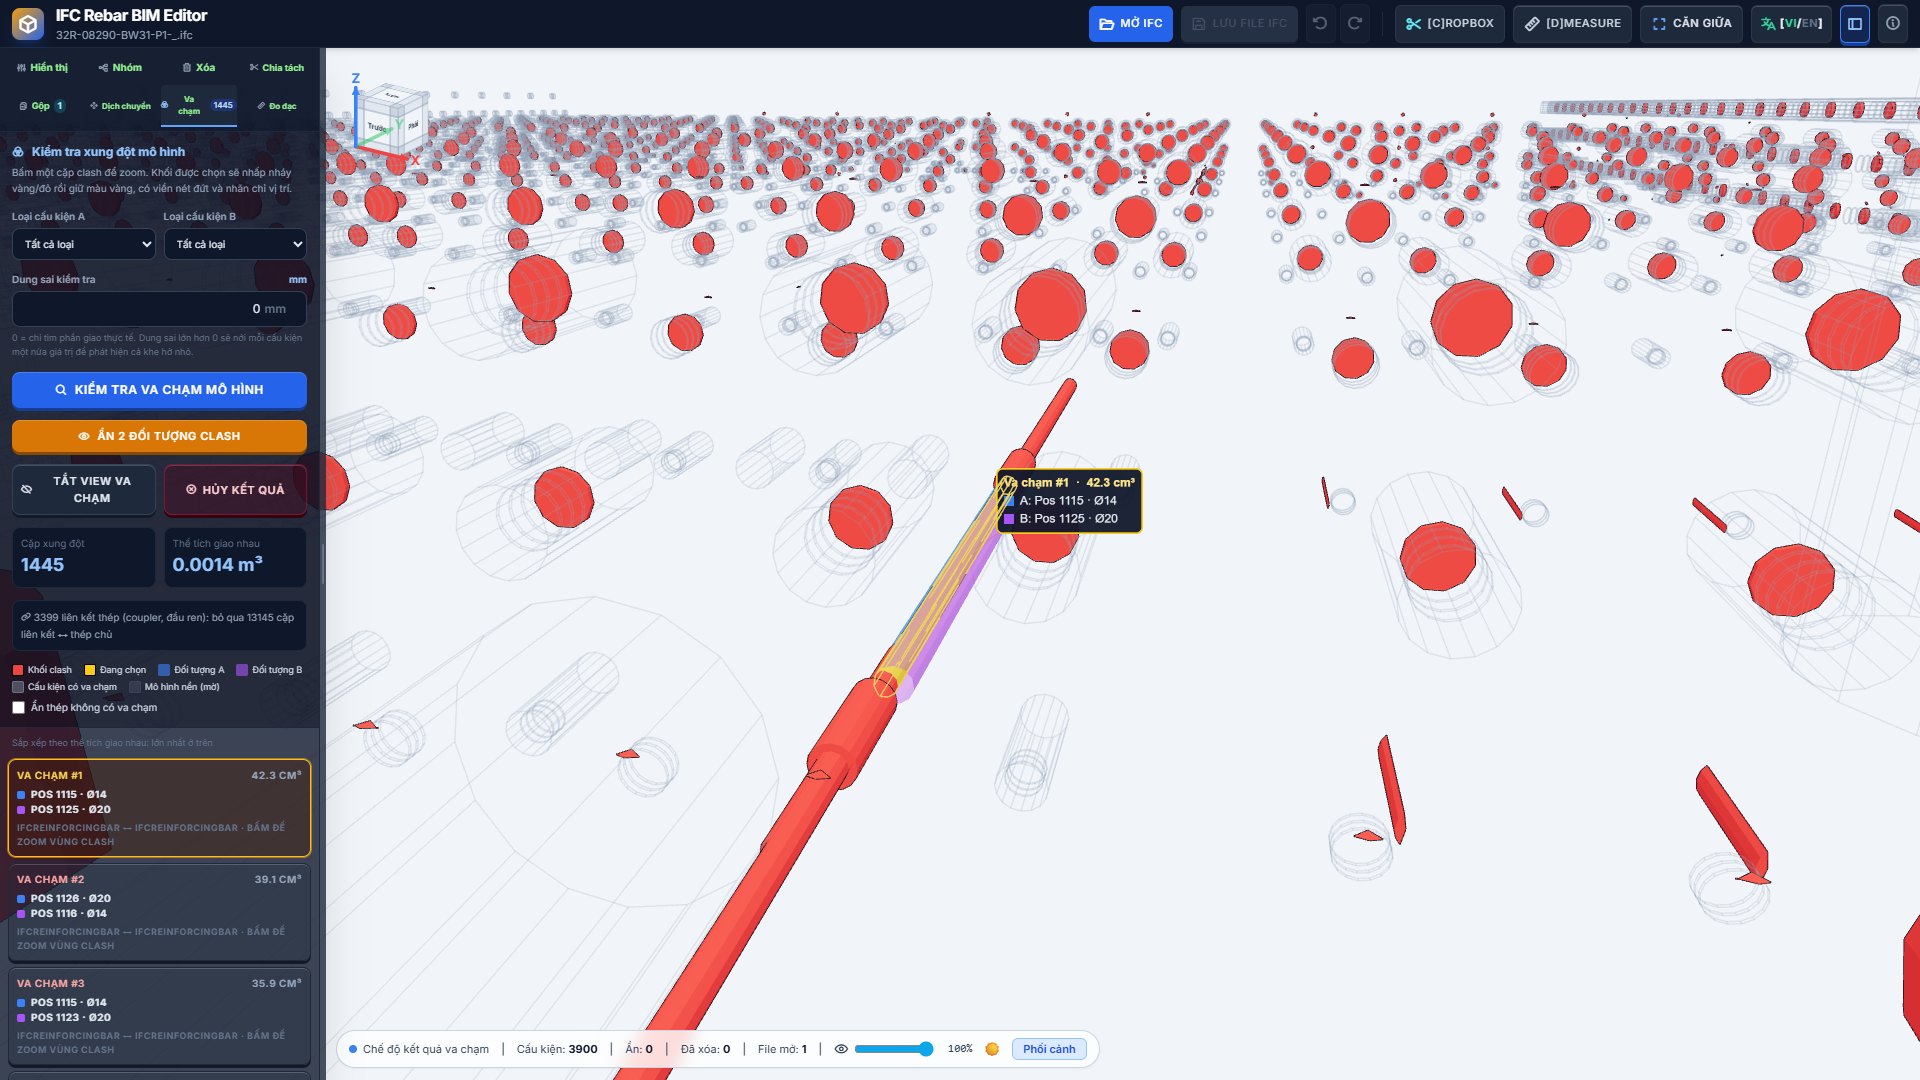 IFC Rebar BIM Editor
32R-08290-BW31-P1-_.ifc
MỞ IFC
LƯU FILE IFC
[C]ROPBOX
[D]MEASURE
CĂN GIỮA
[VI/EN]
Hiển thị
Nhóm
Xóa
Chia tách
Gộp 1
Dịch chuyển
Va chạm 1445
Đo đạc
Kiểm tra xung đột mô hình
Bấm một cặp clash để zoom. Khối được chọn sẽ nhấp nháy
vàng/đỏ rồi giữ màu vàng, có viền nét đứt và nhãn chỉ vị trí.
Loại cấu kiện A
Loại cấu kiện B
Tất cả loại
Tất cả loại
Dung sai kiểm tra
mm
0 mm
0 = chỉ tìm phần giao thực tế. Dung sai lớn hơn 0 sẽ nới mỗi cấu kiện
một nửa giá trị để phát hiện cả khe hở nhỏ.
KIỂM TRA VA CHẠM MÔ HÌNH
ẨN 2 ĐỐI TƯỢNG CLASH
TẮT VIEW VA
CHẠM
HỦY KẾT QUẢ
Cặp xung đột
1445
Thể tích giao nhau
0.0014 m³
3399 liên kết thép (coupler, đầu ren): bỏ qua 13145 cặp
liên kết ↔ thép chủ
Khối clash
Đang chọn
Đối tượng A
Đối tượng B
Cấu kiện có va chạm
Mô hình nền (mờ)
Ẩn thép không có va chạm
Sắp xếp theo thể tích giao nhau: lớn nhất ở trên
VA CHẠM #1
42.3 CM³
POS 1115 · Ø14
POS 1125 · Ø20
IFCREINFORCINGBAR ↔ IFCREINFORCINGBAR · BẤM ĐỂ
ZOOM VÙNG CLASH
VA CHẠM #2
39.1 CM³
POS 1126 · Ø20
POS 1116 · Ø14
IFCREINFORCINGBAR ↔ IFCREINFORCINGBAR · BẤM ĐỂ
ZOOM VÙNG CLASH
VA CHẠM #3
35.9 CM³
POS 1115 · Ø14
POS 1123 · Ø20
IFCREINFORCINGBAR ↔ IFCREINFORCINGBAR · BẤM ĐỂ
ZOOM VÙNG CLASH
Z
Trước
Y
Phải
X
Va chạm #1 · 42.3 cm³
A: Pos 1115 · Ø14
B: Pos 1125 · Ø20
Chế độ kết quả va chạm | Cấu kiện: 3900 | Ẩn: 0 | Đã xóa: 0 | File mở: 1 | 100% Phối cảnh